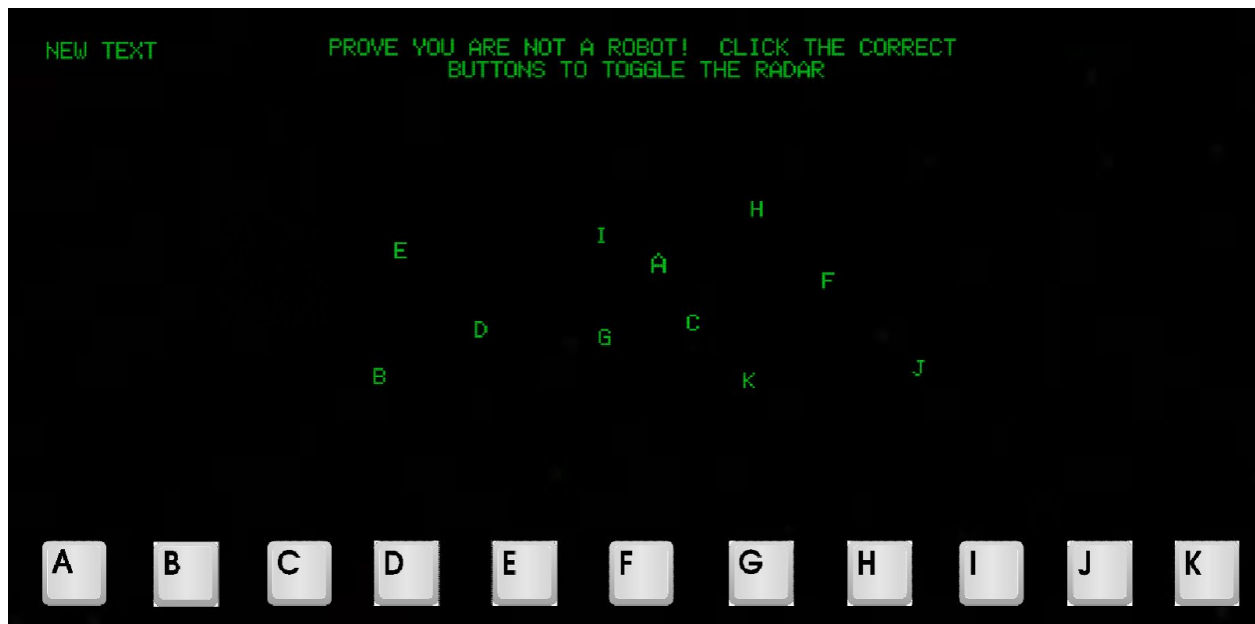 NEW TEXT
PROVE YOU ARE NOT A ROBOT! CLICK THE CORRECT
BUTTONS TO TOGGLE THE RADAR
H
I
E
A
F
C
D
G
J
B
K
A B C D E F G H I J K